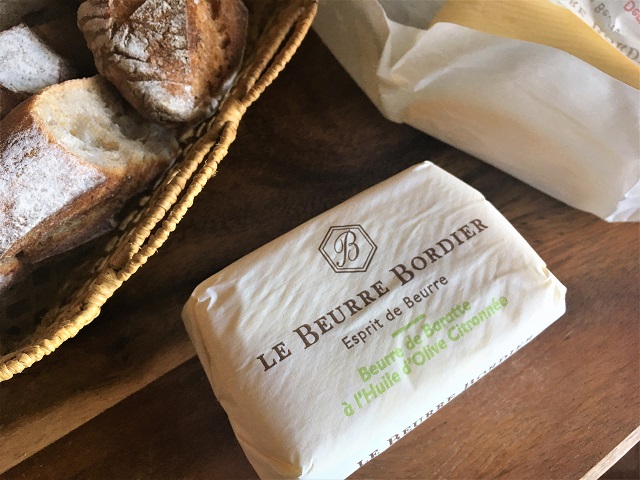 B
LE BEURRE BORDIER
Esprit de Beurre
Beurre de Baratte
à l'Huile d'Olive Citronnée
LE BEURRE BORDIER